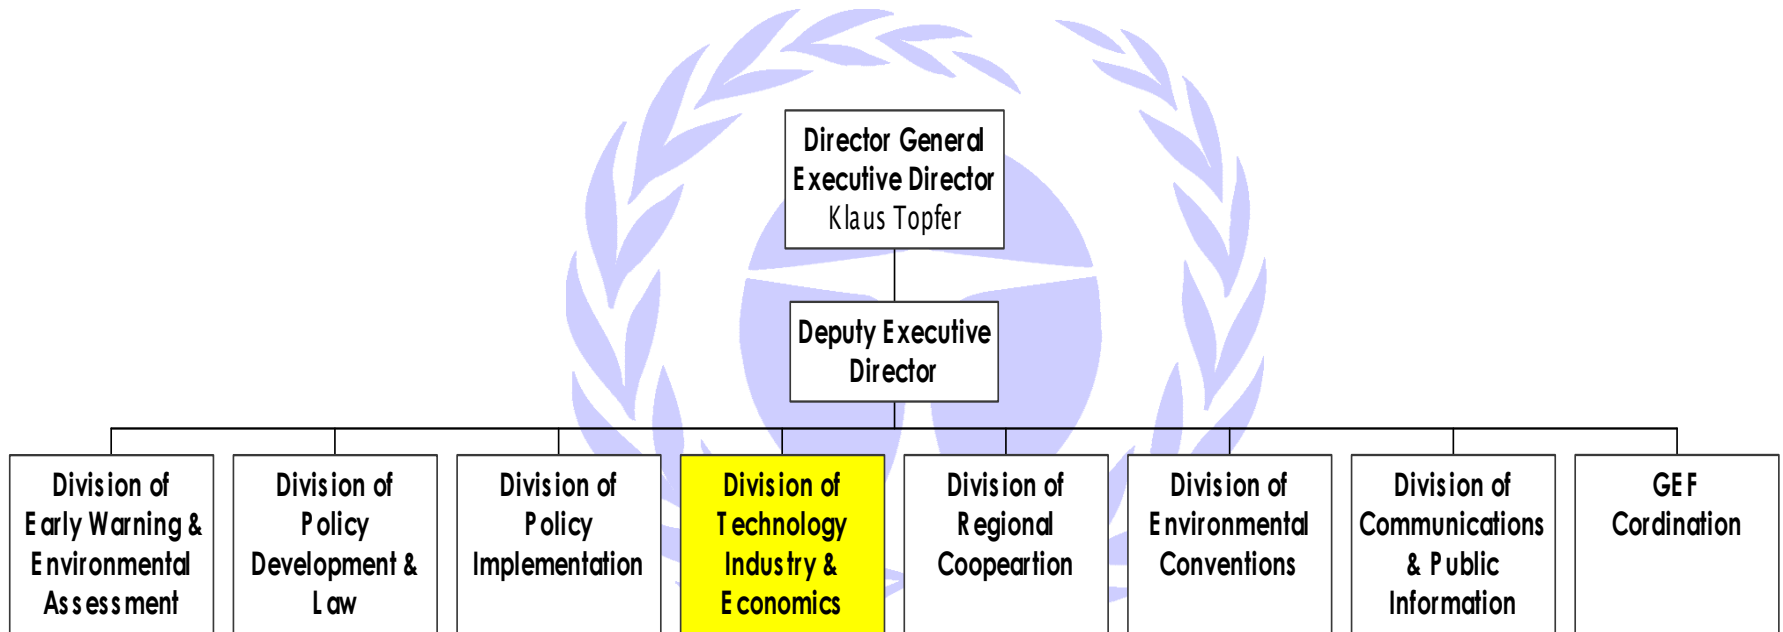 Director General
Executive Director
Klaus Topfer
Deputy Executive
Director
Division of
Early Warning &
Environmental
Assessment
Division of
Policy
Development &
Law
Division of
Policy
Implementation
Division of
Technology
Industry &
Economics
Division of
Regional
Coopeartion
Division of
Environmental
Conventions
Division of
Communications
& Public
Information
GEF
Cordination